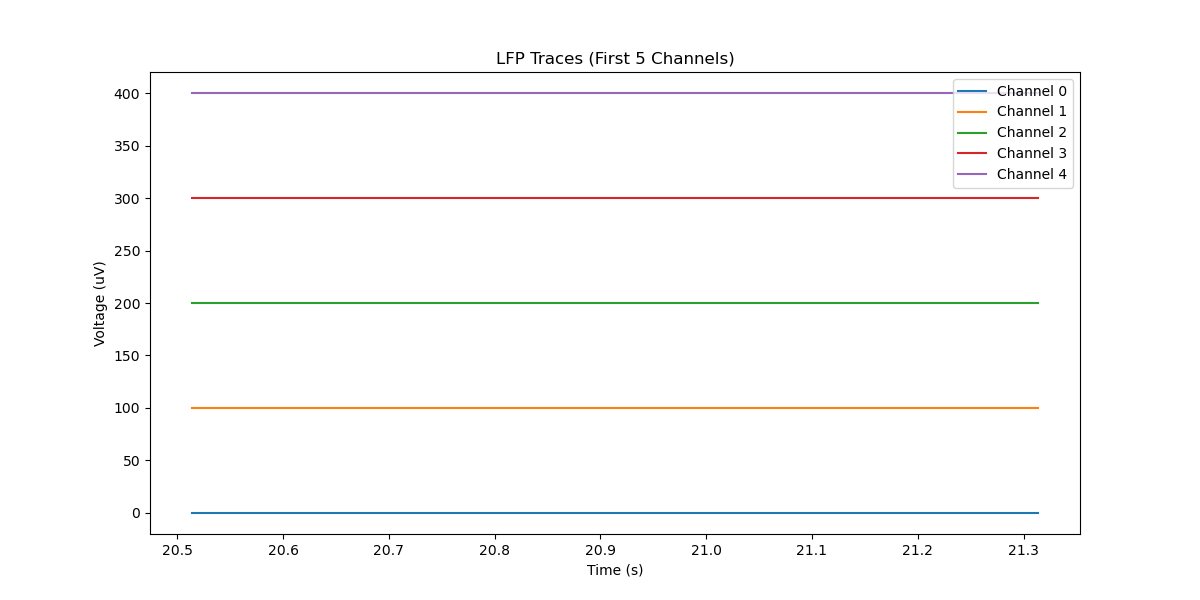 LFP Traces (First 5 Channels)
400
350
300
250
200
150
100
50
0
Voltage (uV)
Channel 0
Channel 1
Channel 2
Channel 3
Channel 4
20.5 20.6 20.7 20.8 20.9 21.0 21.1 21.2 21.3
Time (s)